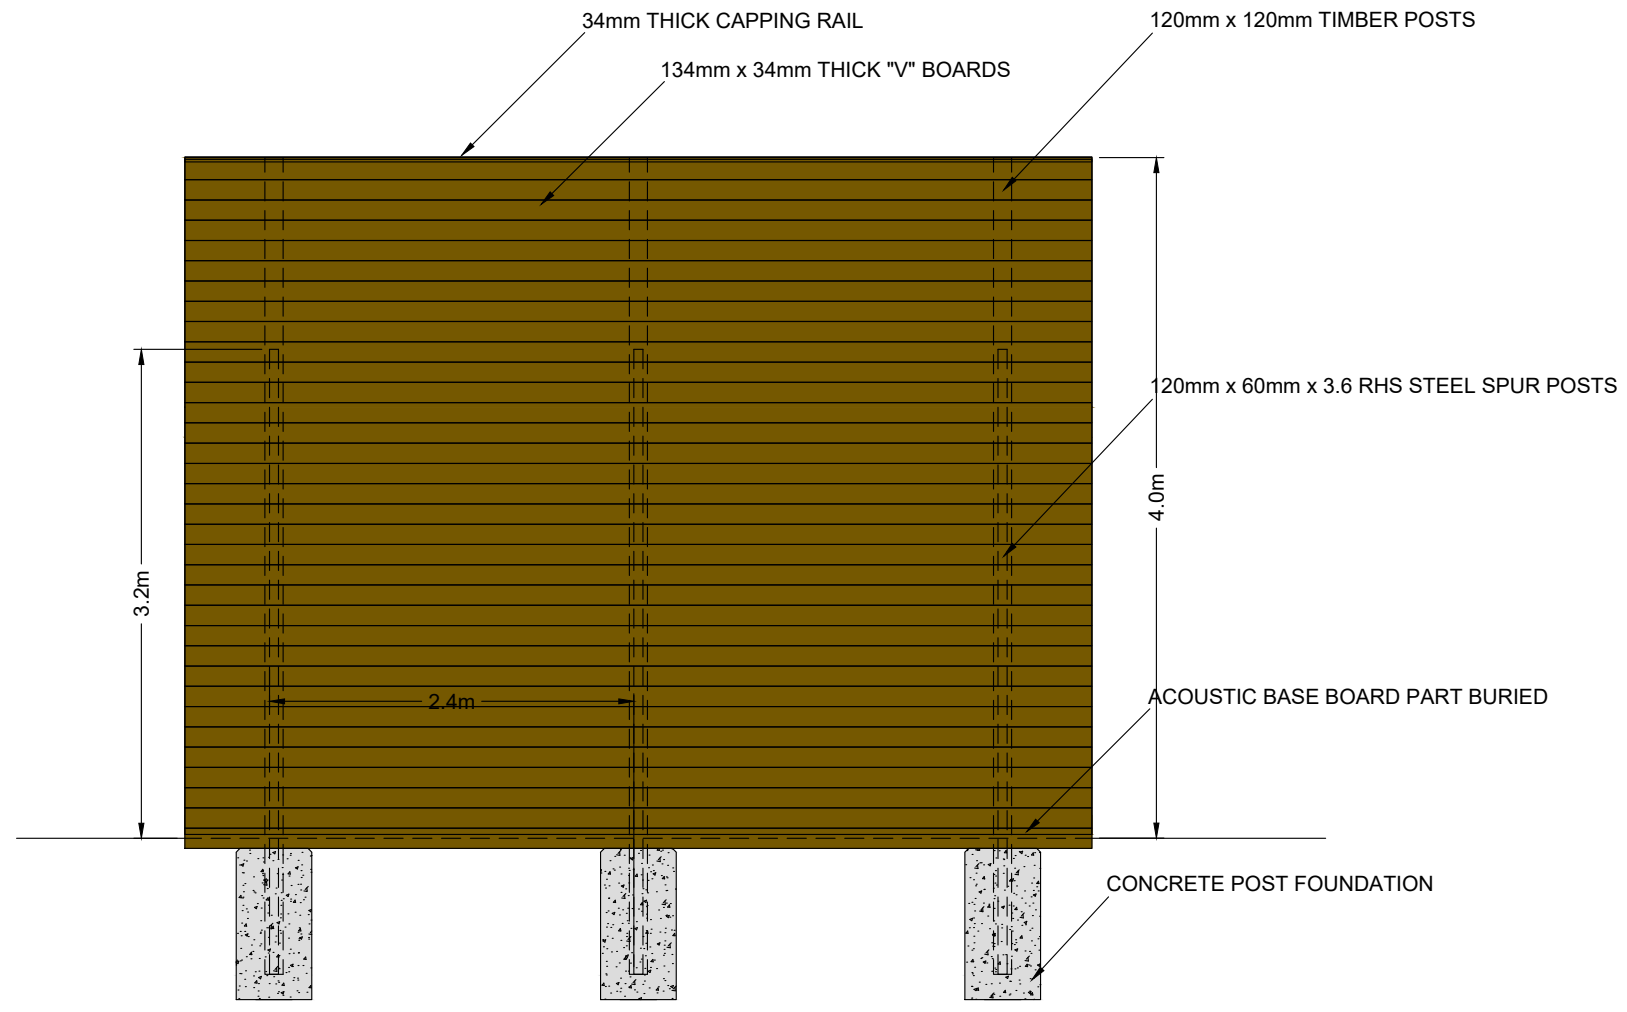 34mm THICK CAPPING RAIL
120mm x 120mm TIMBER POSTS
134mm x 34mm THICK "V" BOARDS
120mm x 60mm x 3.6 RHS STEEL SPUR POSTS
4.0m
3.2m
2.4m
ACOUSTIC BASE BOARD PART BURIED
CONCRETE POST FOUNDATION